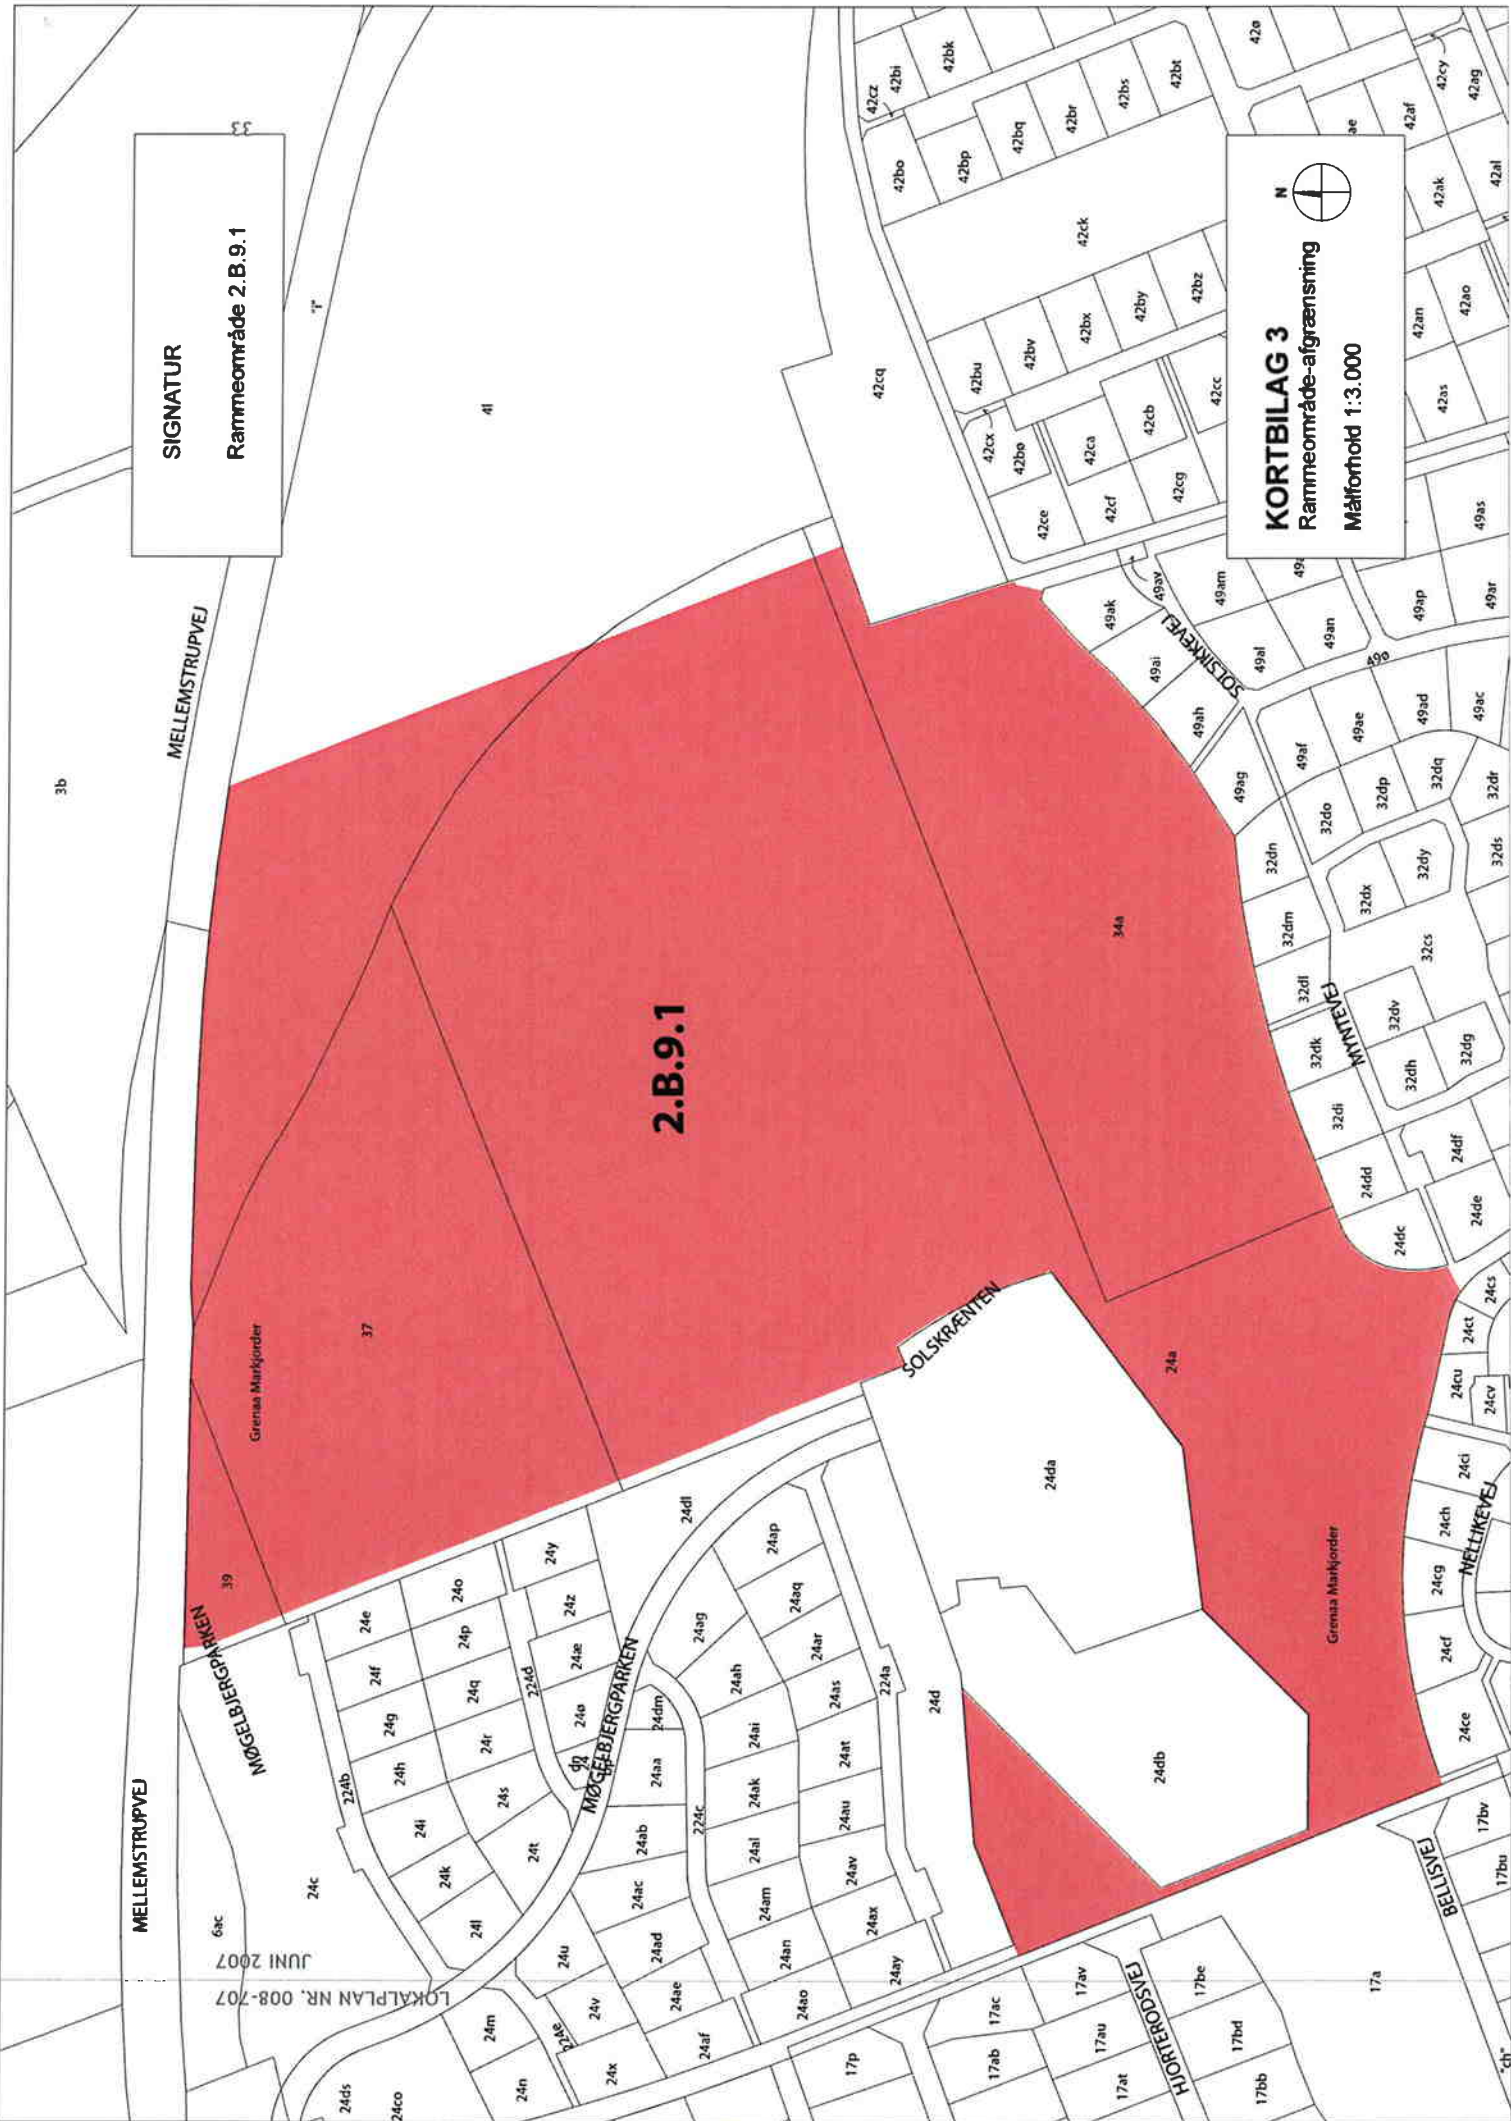 SIGNATUR
Rammeområde 2.B.9.1
33
KORTBILAG 3
Rammeområde-afgrænsning
Målforhold 1:3.000
N
LOKALPLAN NR. 008-707
JUNI 2007
2.B.9.1
MELLEMSTRUPVEJ
MELLEMSTRUPVEJ
MØGELBJERGPARKEN
MØGELBJERGPARKEN
SOLSKRÆNTEN
SOLSIKKEVEJ
MYNTEVEJ
NELLIKEVEJ
BELLISVEJ
HJORTERODSVEJ
Grenaa Markjorder
Grenaa Markjorder
3b
"i"
4l
37
39
34a
24a
6ac
24c
24ds
24co
24m
24n
224e
24x
24v
24u
24af
24ae
24ad
24ac
24ab
24aa
24dm
24l
24k
24i
24h
24g
24f
24e
224b
24t
24s
24r
24q
24p
24o
224d
24ø
24æ
24z
24y
24dl
24ag
24ah
24ai
24ak
24al
24am
24an
24ao
224c
24ap
24aq
24ar
24as
24at
24au
24av
24ax
24ay
224a
24d
24da
24db
17p
17ac
17ab
17av
17au
17at
17be
17bd
17bb
17a
"ch"
17bv
17bu
24ce
24cf
24cg
24ch
24ci
24cu
24cv
24ct
24cs
24dc
24dd
24de
24df
32di
32dk
32dl
32dm
32dn
32dh
32dg
32dv
32cs
32dx
32dy
32do
32dp
32dq
32dr
32ds
49ag
49ah
49ai
49ak
49av
49am
49al
49an
49af
49ae
49ad
49ac
49ø
49ap
49ar
49as
42cq
42cz
42bi
42bk
42bo
42bp
42bq
42br
42bs
42bt
42ø
42ck
42bu
42bv
42bx
42by
42bz
42cx
42bø
42ca
42cb
42cc
42ce
42cf
42cg
42cy
42ag
42af
ae
42ak
42al
42an
42ao
42as